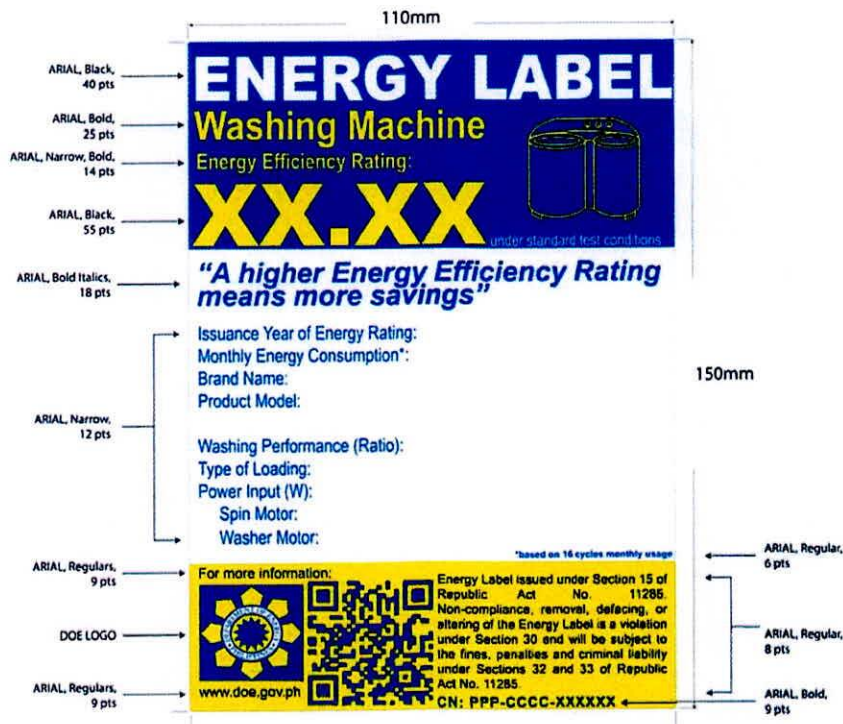 110mm
ARIAL, Black,
40 pts
ENERGY LABEL
ARIAL, Bold,
25 pts
Washing Machine
ARIAL, Narrow, Bold,
14 pts
Energy Efficiency Rating:
ARIAL, Black,
55 pts
XX.XX
under standard test conditions
ARIAL, Bold Italics,
18 pts
“A higher Energy Efficiency Rating
means more savings”
Issuance Year of Energy Rating:
Monthly Energy Consumption*:
Brand Name:
Product Model:
150mm
ARIAL, Narrow,
12 pts
Washing Performance (Ratio):
Type of Loading:
Power Input (W):
Spin Motor:
Washer Motor:
*based on 16 cycles monthly usage
ARIAL, Regular,
6 pts
ARIAL, Regulars,
9 pts
For more information:
DOE LOGO
www.doe.gov.ph
ARIAL, Regulars,
9 pts
Energy Label issued under Section 15 of
Republic Act No. 11285.
Non-compliance, removal, defacing, or
altering of the Energy Label is a violation
under Section 30 and will be subject to
the fines, penalties and criminal liability
under Sections 32 and 33 of Republic
Act No. 11285.
ARIAL, Regular,
8 pts
CN: PPP-CCCC-XXXXXX
ARIAL, Bold,
9 pts